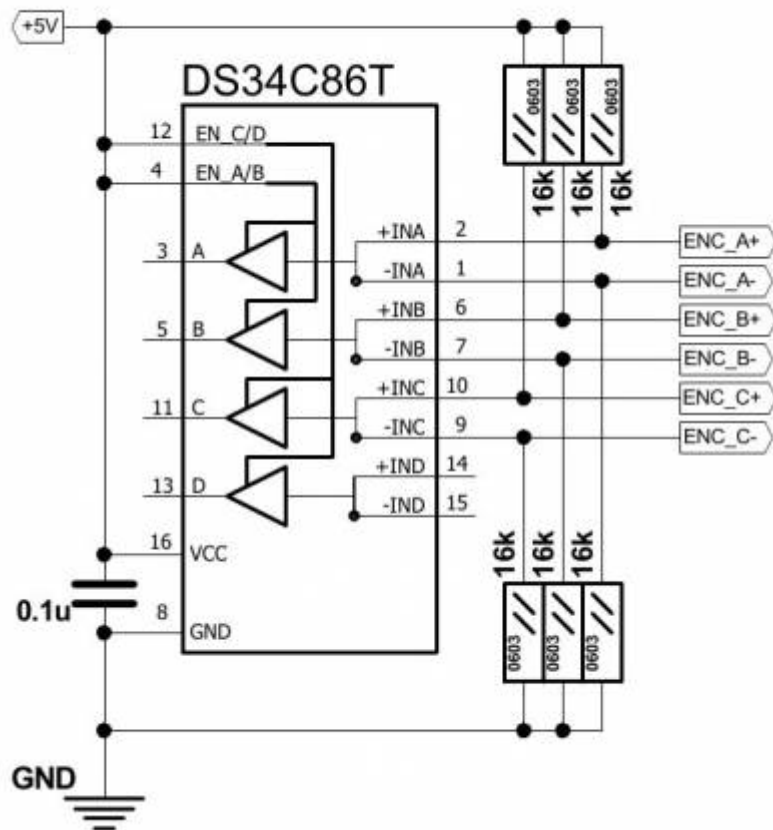 +5V
DS34C86T
0603 0603 0603
12 EN_C/D
4 EN_A/B
16k 16k 16k
+INA 2 ENC_A+
3 A
-INA 1 ENC_A-
+INB 6 ENC_B+
5 B
-INB 7 ENC_B-
+INC 10 ENC_C+
11 C
-INC 9 ENC_C-
+IND 14
13 D
-IND 15
16k 16k 16k
16 VCC
0.1u
8 GND
0603 0603 0603
GND